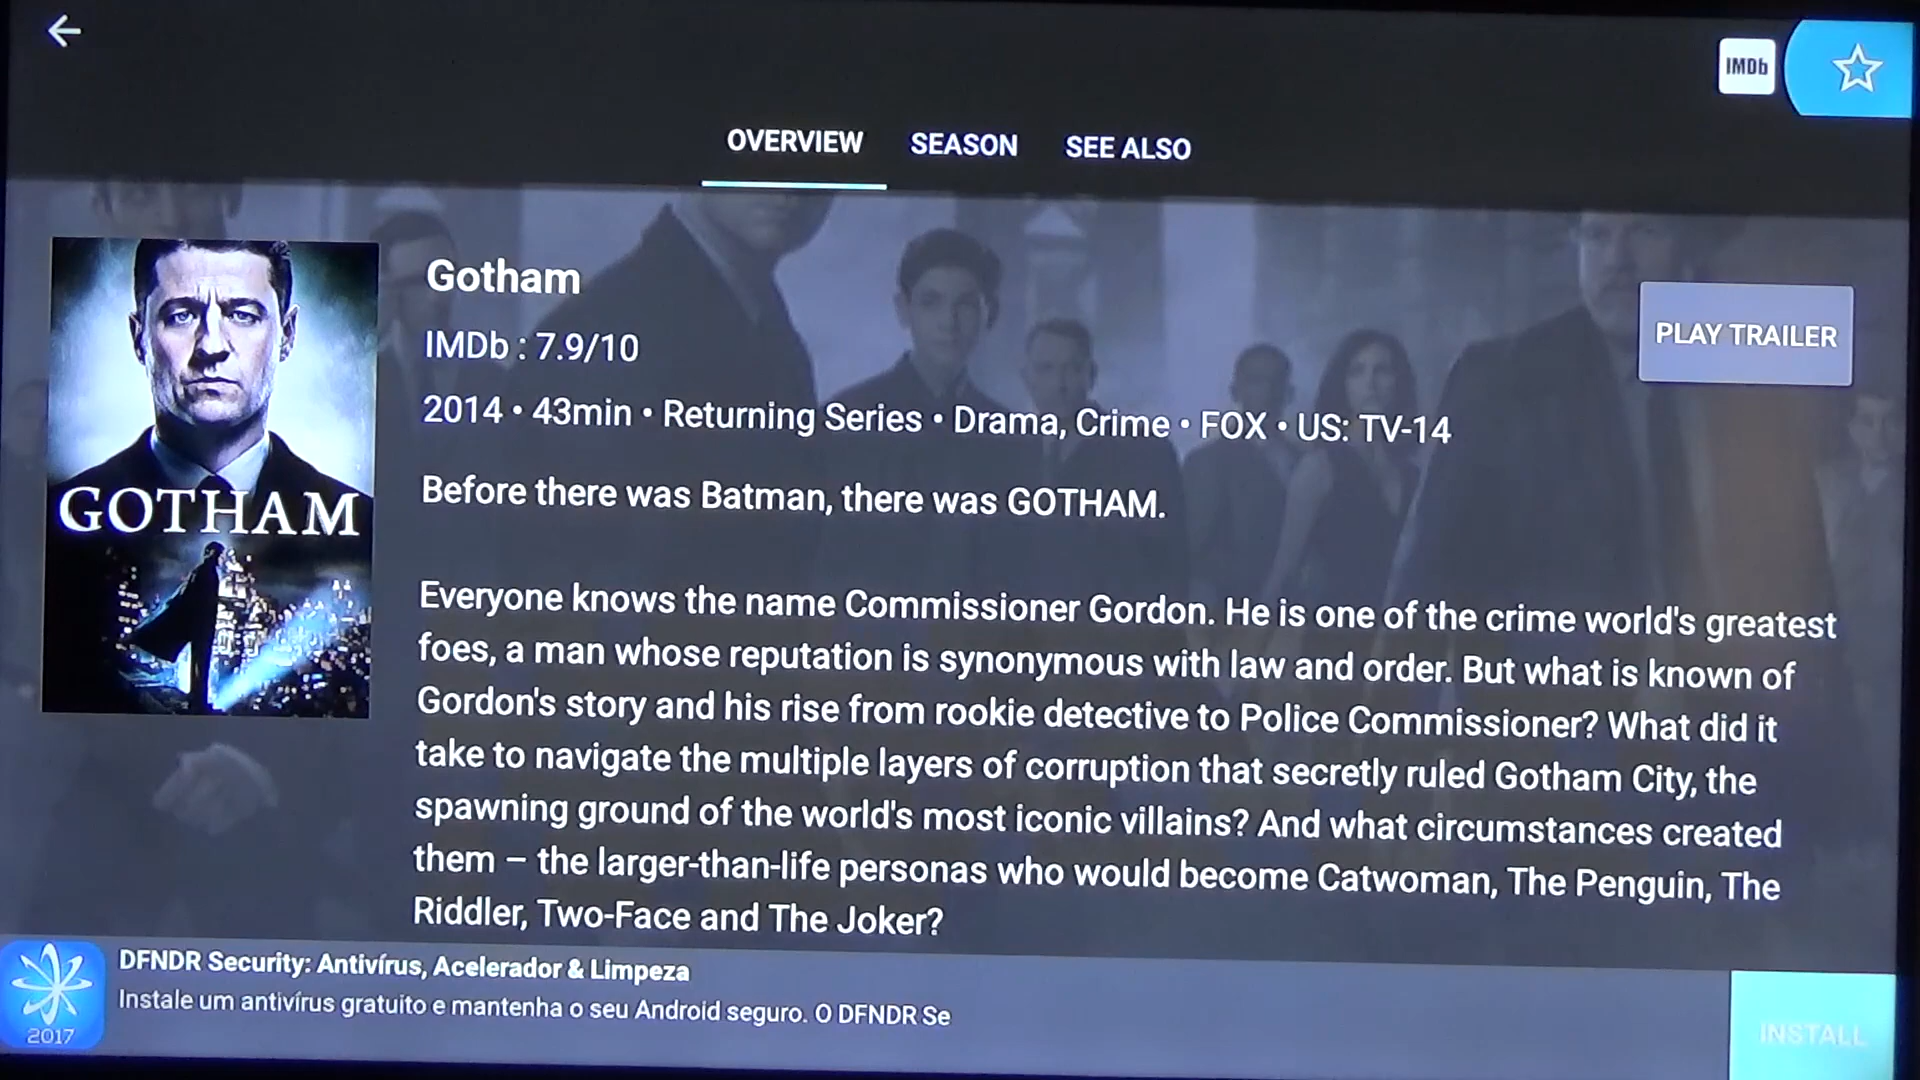 IMDb
OVERVIEW SEASON SEE ALSO
Gotham
IMDb : 7.9/10
PLAY TRAILER
2014 • 43min • Returning Series • Drama, Crime • FOX • US: TV-14
GOTHAM
Before there was Batman, there was GOTHAM.
Everyone knows the name Commissioner Gordon. He is one of the crime world's greatest
foes, a man whose reputation is synonymous with law and order. But what is known of
Gordon's story and his rise from rookie detective to Police Commissioner? What did it
take to navigate the multiple layers of corruption that secretly ruled Gotham City, the
spawning ground of the world's most iconic villains? And what circumstances created
them – the larger-than-life personas who would become Catwoman, The Penguin, The
Riddler, Two-Face and The Joker?
DFNDR Security: Antivírus, Acelerador & Limpeza
Instale um antivírus gratuito e mantenha o seu Android seguro. O DFNDR Se
2017
INSTALL